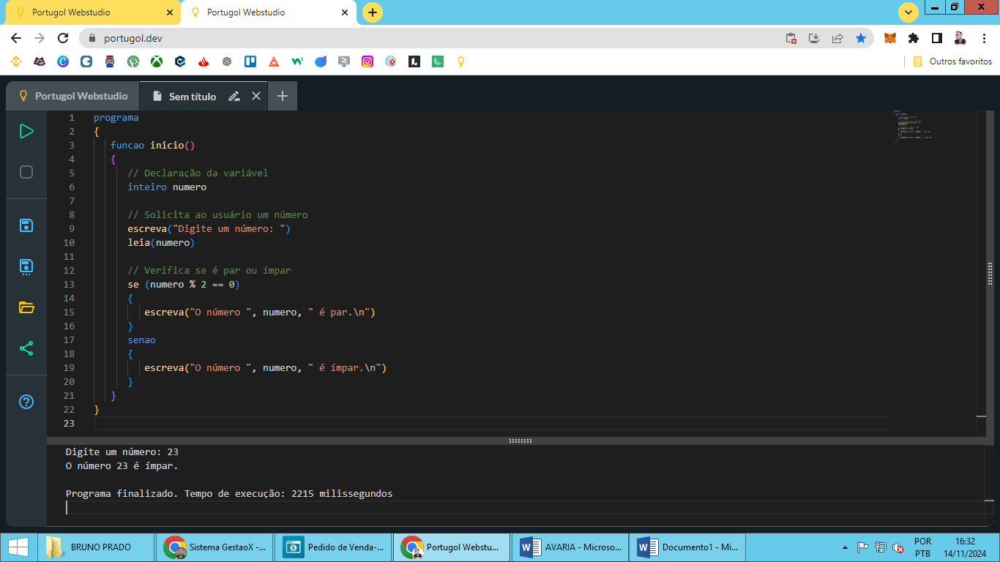 Portugol Webstudio
Portugol Webstudio
portugol.dev
Outros favoritos
Portugol Webstudio
Sem título
1 programa
2 {
3 funcao inicio()
4 {
5 // Declaração da variável
6 inteiro numero
7
8 // Solicita ao usuário um número
9 escreva("Digite um número: ")
10 leia(numero)
11
12 // Verifica se é par ou ímpar
13 se (numero % 2 == 0)
14 {
15 escreva("O número ", numero, " é par.\n")
16 }
17 senao
18 {
19 escreva("O número ", numero, " é ímpar.\n")
20 }
21 }
22 }
23
Digite um número: 23
O número 23 é ímpar.
Programa finalizado. Tempo de execução: 2215 milissegundos
BRUNO PRADO
Sistema GestaoX -...
Pedido de Venda-...
Portugol Webstu...
AVARIA - Microso...
Documento1 - Mi...
POR
PTB
16:32
14/11/2024